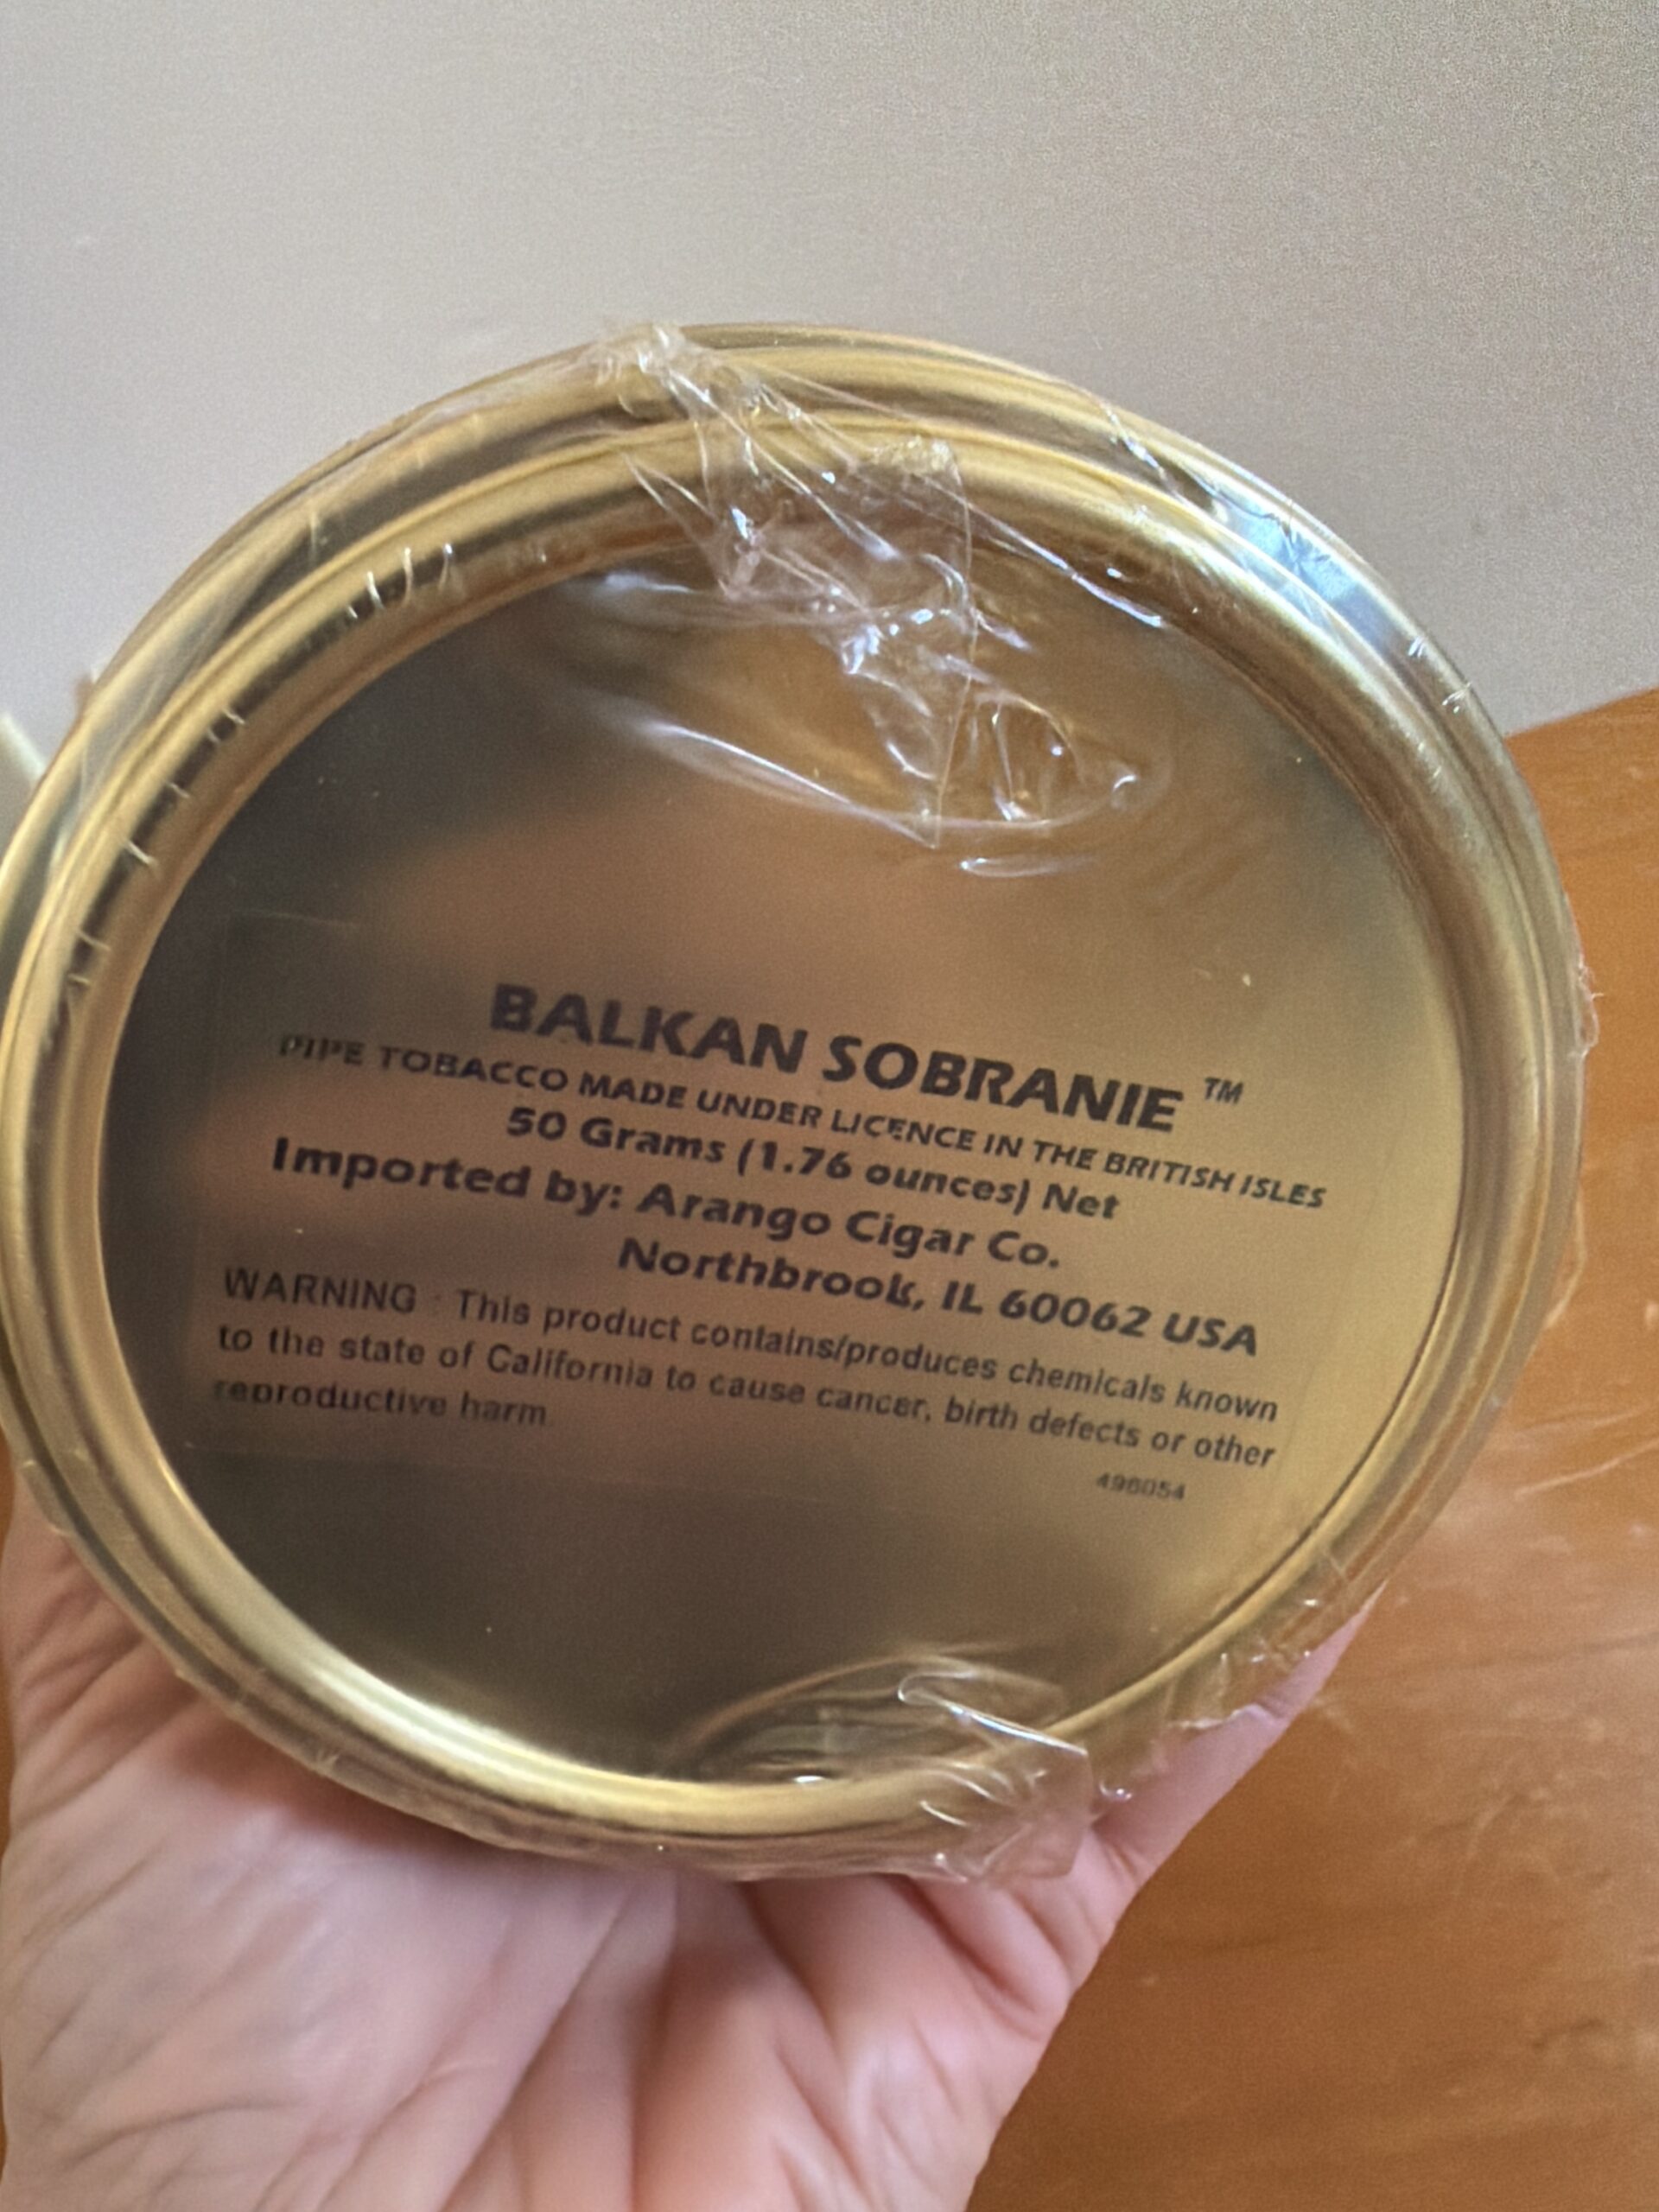 BALKAN SOBRANIE ™
PIPE TOBACCO MADE UNDER LICENCE IN THE BRITISH ISLES
50 Grams (1.76 ounces) Net
Imported by: Arango Cigar Co.
Northbrook, IL 60062 USA
WARNING : This product contains/produces chemicals known
to the state of California to cause cancer, birth defects or other
reproductive harm.
496054